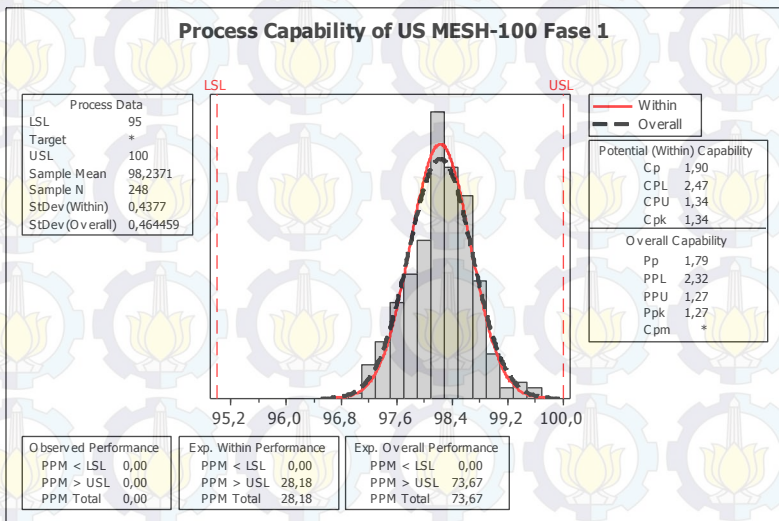 Process Capability of US MESH-100 Fase 1
LSL USL
Process Data
LSL 95
Target *
USL 100
Sample Mean 98,2371
Sample N 248
StDev(Within) 0,4377
StDev(Overall) 0,464459
Within
Overall
Potential (Within) Capability
Cp 1,90
CPL 2,47
CPU 1,34
Cpk 1,34
Overall Capability
Pp 1,79
PPL 2,32
PPU 1,27
Ppk 1,27
Cpm *
95,2 96,0 96,8 97,6 98,4 99,2 100,0
Observed Performance
PPM < LSL 0,00
PPM > USL 0,00
PPM Total 0,00
Exp. Within Performance
PPM < LSL 0,00
PPM > USL 28,18
PPM Total 28,18
Exp. Overall Performance
PPM < LSL 0,00
PPM > USL 73,67
PPM Total 73,67